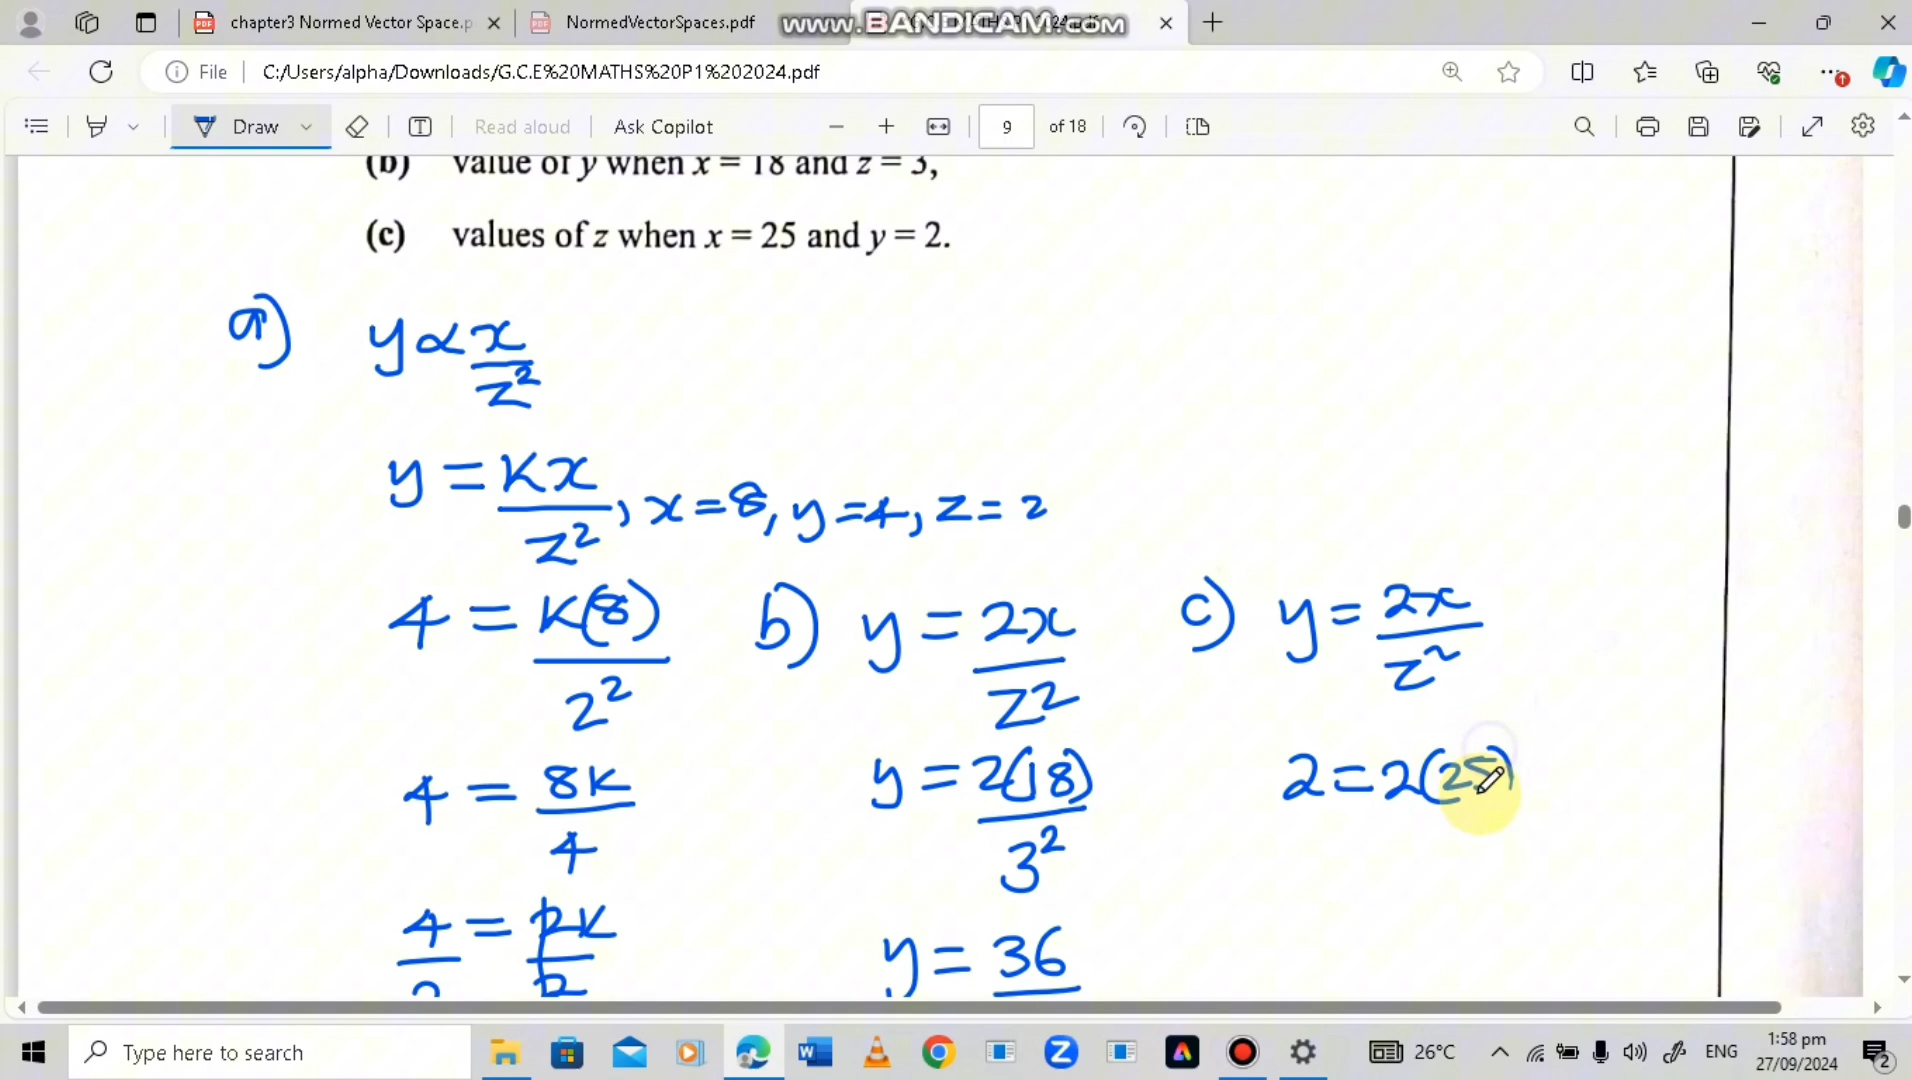 chapter3 Normed Vector Space.p
NormedVectorSpaces.pdf
www.BANDICAM.com
File
C:/Users/alpha/Downloads/G.C.E%20MATHS%20P1%202024.pdf
Draw
Read aloud
Ask Copilot
9
of 18
(b) value of y when x = 18 and z = 3,
(c) values of z when x = 25 and y = 2.
a) y ∝ x/z²
y = Kx/z², x = 8, y = 4, z = 2
4 = K(8)/2²
4 = 8K/4
4/2 = 2K/2
b) y = 2x/z²
y = 2(18)/3²
y = 36
c) y = 2x/z²
2 = 2(25)
Type here to search
26°C
ENG
1:58 pm
27/09/2024
2